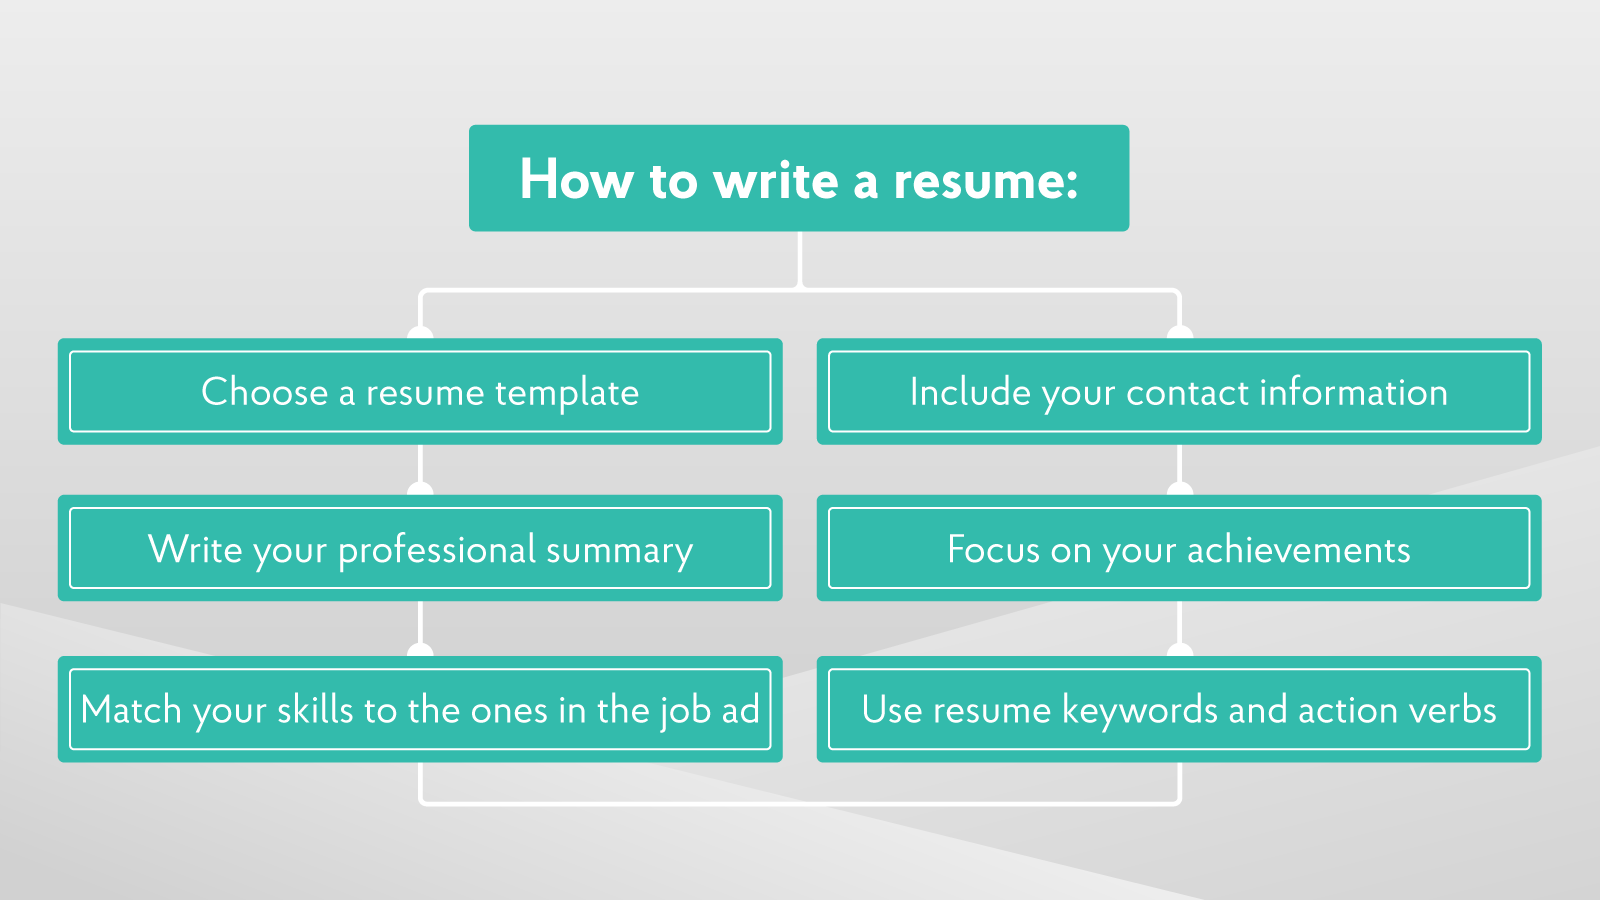 How to write a resume:
Choose a resume template
Include your contact information
Write your professional summary
Focus on your achievements
Match your skills to the ones in the job ad
Use resume keywords and action verbs